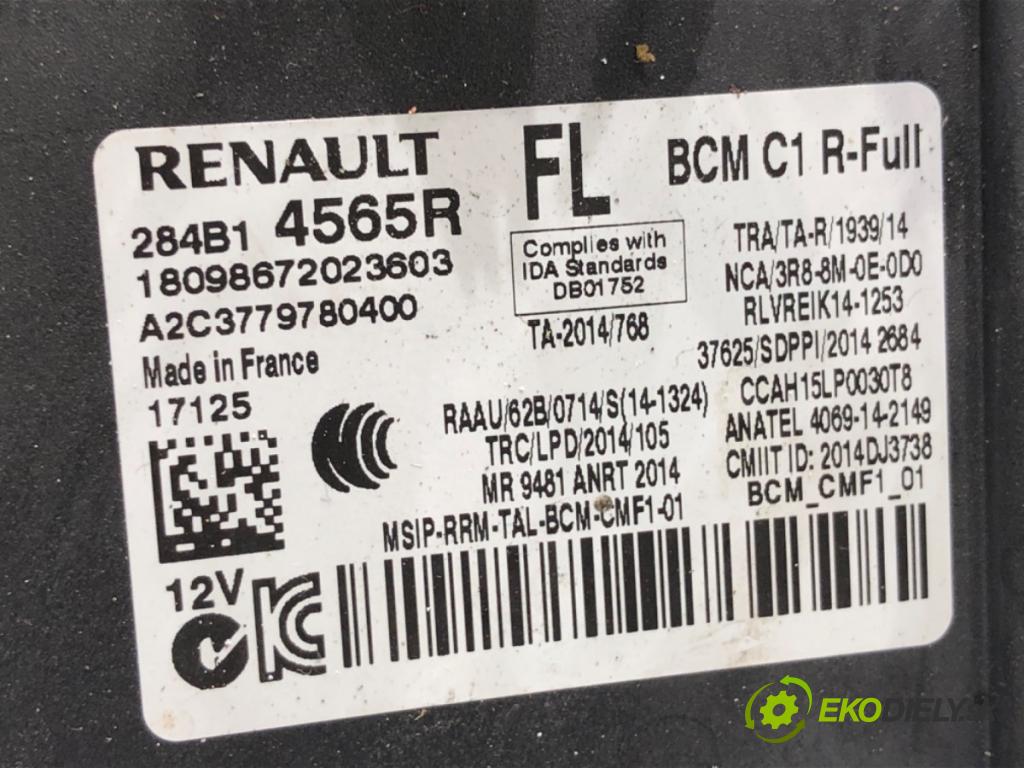 RENAULT
FL
BCM C1 R-Full
284B1 4565R
18098672023603
A2C3779780400
Made in France
17125
Complies with
IDA Standards
DB01752
TA-2014/768
TRA/TA-R/1939/14
NCA/3R8-8M-0E-0D0
RLVREIK14-1253
37625/SDPPI/2014 2684
CCAH15LP0030T8
ANATEL 4069-14-2149
CMIIT ID: 2014DJ3738
BCM_CMF1_01
RAAU/62B/0714/S(14-1324)
TRC/LPD/2014/105
MR 9481 ANRT 2014
MSIP-RRM-TAL-BCM-CMF1-01
12V
EKODIELY